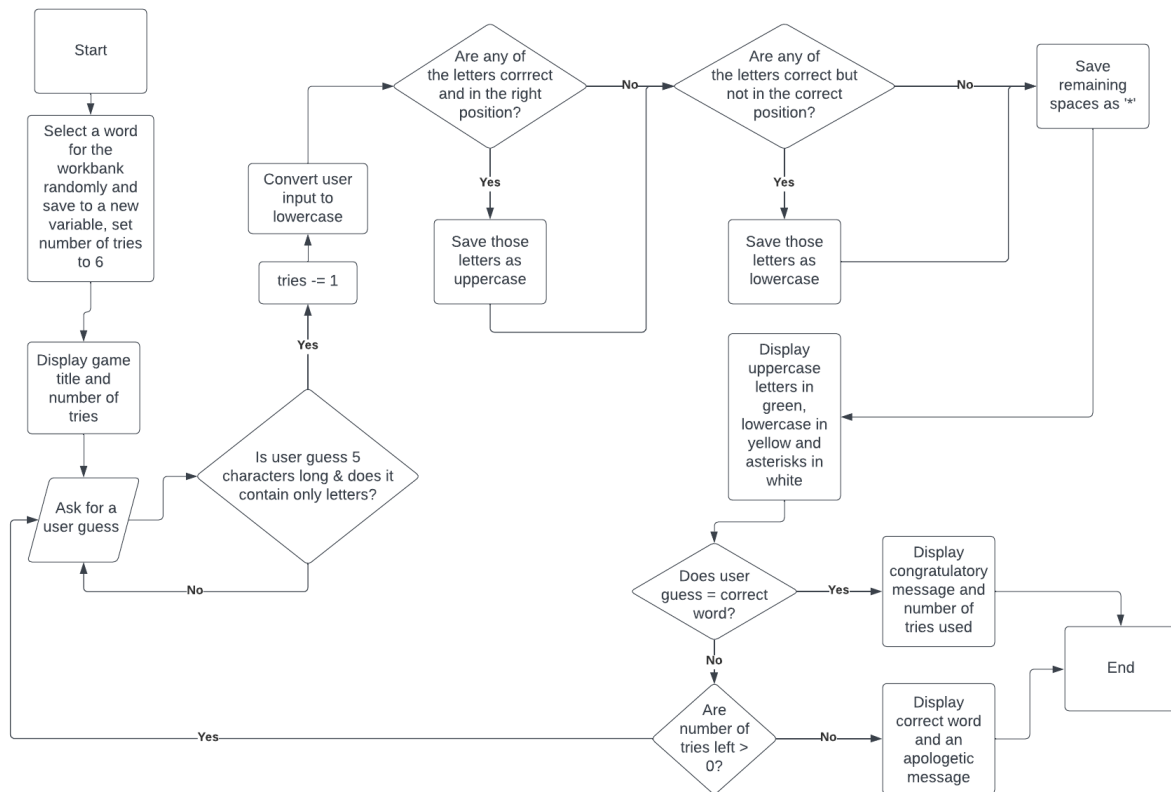 Start
Select a word
for the
workbank
randomly and
save to a new
variable, set
number of tries
to 6
Display game
title and
number of
tries
Ask for a
user guess
Is user guess 5
characters long & does it
contain only letters?
No
Yes
tries -= 1
Convert user
input to
lowercase
Are any of
the letters corrrect
and in the right
position?
No
Yes
Save those
letters as
uppercase
Are any of
the letters correct but
not in the correct
position?
No
Yes
Save those
letters as
lowercase
Save
remaining
spaces as '*'
Display
uppercase
letters in
green,
lowercase in
yellow and
asterisks in
white
Does user
guess = correct
word?
Yes
Display
congratulatory
message and
number of
tries used
No
Are
number of
tries left >
0?
Yes
No
Display
correct word
and an
apologetic
message
End